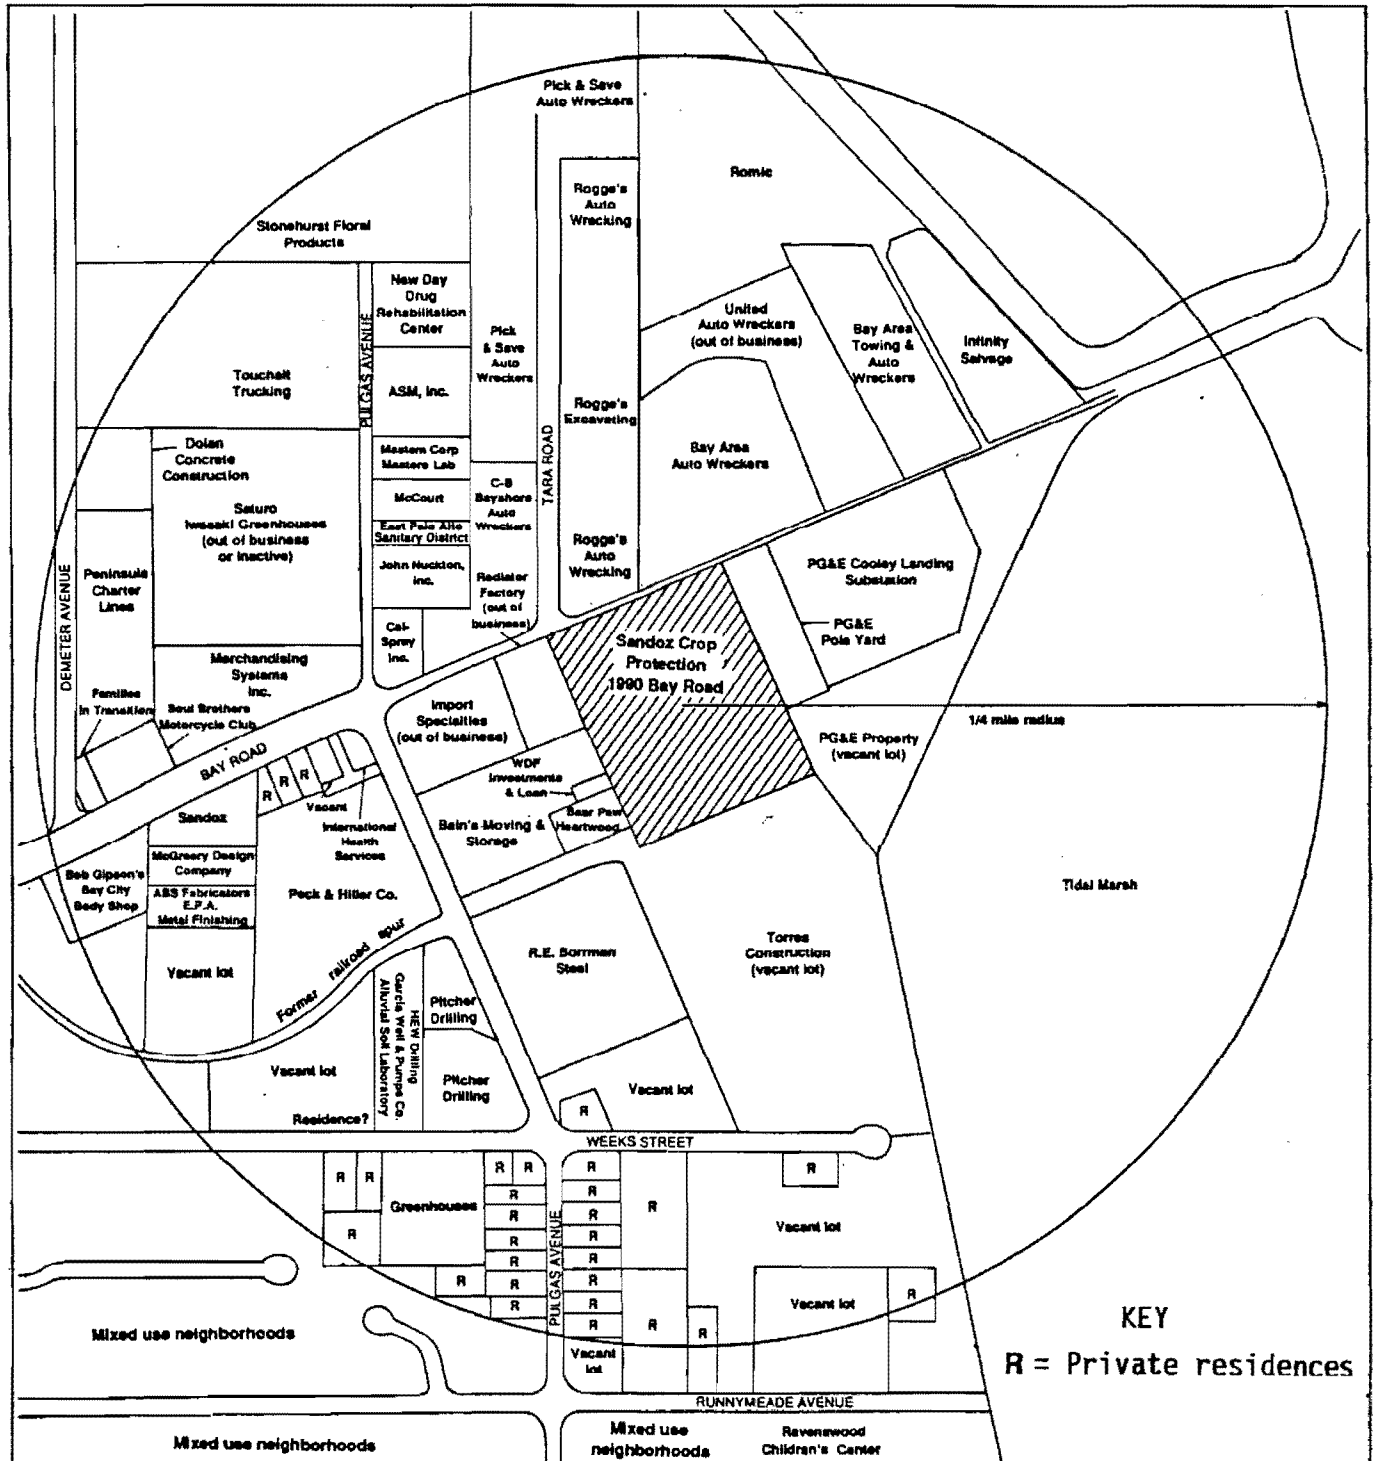 Pick & Save
Auto Wreckers
Romic
Rogge's
Auto
Wrecking
Stonehurst Floral
Products
New Day
Drug
Rehabilitation
Center
PULGAS AVENUE
Pick
& Save
Auto
Wreckers
United
Auto Wreckers
(out of business)
Bay Area
Towing &
Auto
Wreckers
Infinity
Salvage
Touchatt
Trucking
ASM, Inc.
Rogge's
Excavating
TARA ROAD
Dolan
Concrete
Construction
Masters Corp
Masters Lab
Bay Area
Auto Wreckers
McCourt
C-B
Bayshore
Auto
Wreckers
Saturo
Iwasaki Greenhouses
(out of business
or inactive)
East Palo Alto
Sanitary District
Rogge's
Auto
Wrecking
DEMETER AVENUE
Peninsula
Charter
Lines
John Nuckton,
Inc.
Radiator
Factory
(out of
business)
PG&E Cooley Landing
Substation
PG&E
Pole Yard
Cal-
Spray
Inc.
Sandoz Crop
Protection
1990 Bay Road
Merchandising
Systems
Inc.
Families
In Transition
Soul Brothers
Motorcycle Club
Import
Specialties
(out of business)
1/4 mile radius
PG&E Property
(vacant lot)
BAY ROAD
R
R
R
Vacant
International
Health
Services
WDF
Investments
& Loan
Sandoz
Bain's Moving &
Storage
Bear Paw
Heartwood
McGreery Design
Company
Bob Gipson's
Bay City
Body Shop
ABS Fabricators
E.P.A.
Metal Finishing
Peck & Hiller Co.
Tidal Marsh
Former railroad spur
Vacant lot
R.E. Borrman
Steel
Torres
Construction
(vacant lot)
HEW Drilling
Garcia Well & Pumps Co.
Alluvial Soil Laboratory
Pitcher
Drilling
Vacant lot
Pitcher
Drilling
Vacant lot
Residence?
R
WEEKS STREET
R
R
Greenhouses
R
R
R
R
R
R
R
R
R
R
R
PULGAS AVENUE
R
R
R
R
R
R
R
R
R
R
R
R
Vacant lot
Vacant lot
R
R
Vacant
lot
Mixed use neighborhoods
KEY
R = Private residences
RUNNYMEADE AVENUE
Mixed use neighborhoods
Mixed use
neighborhoods
Ravenswood
Children's Center